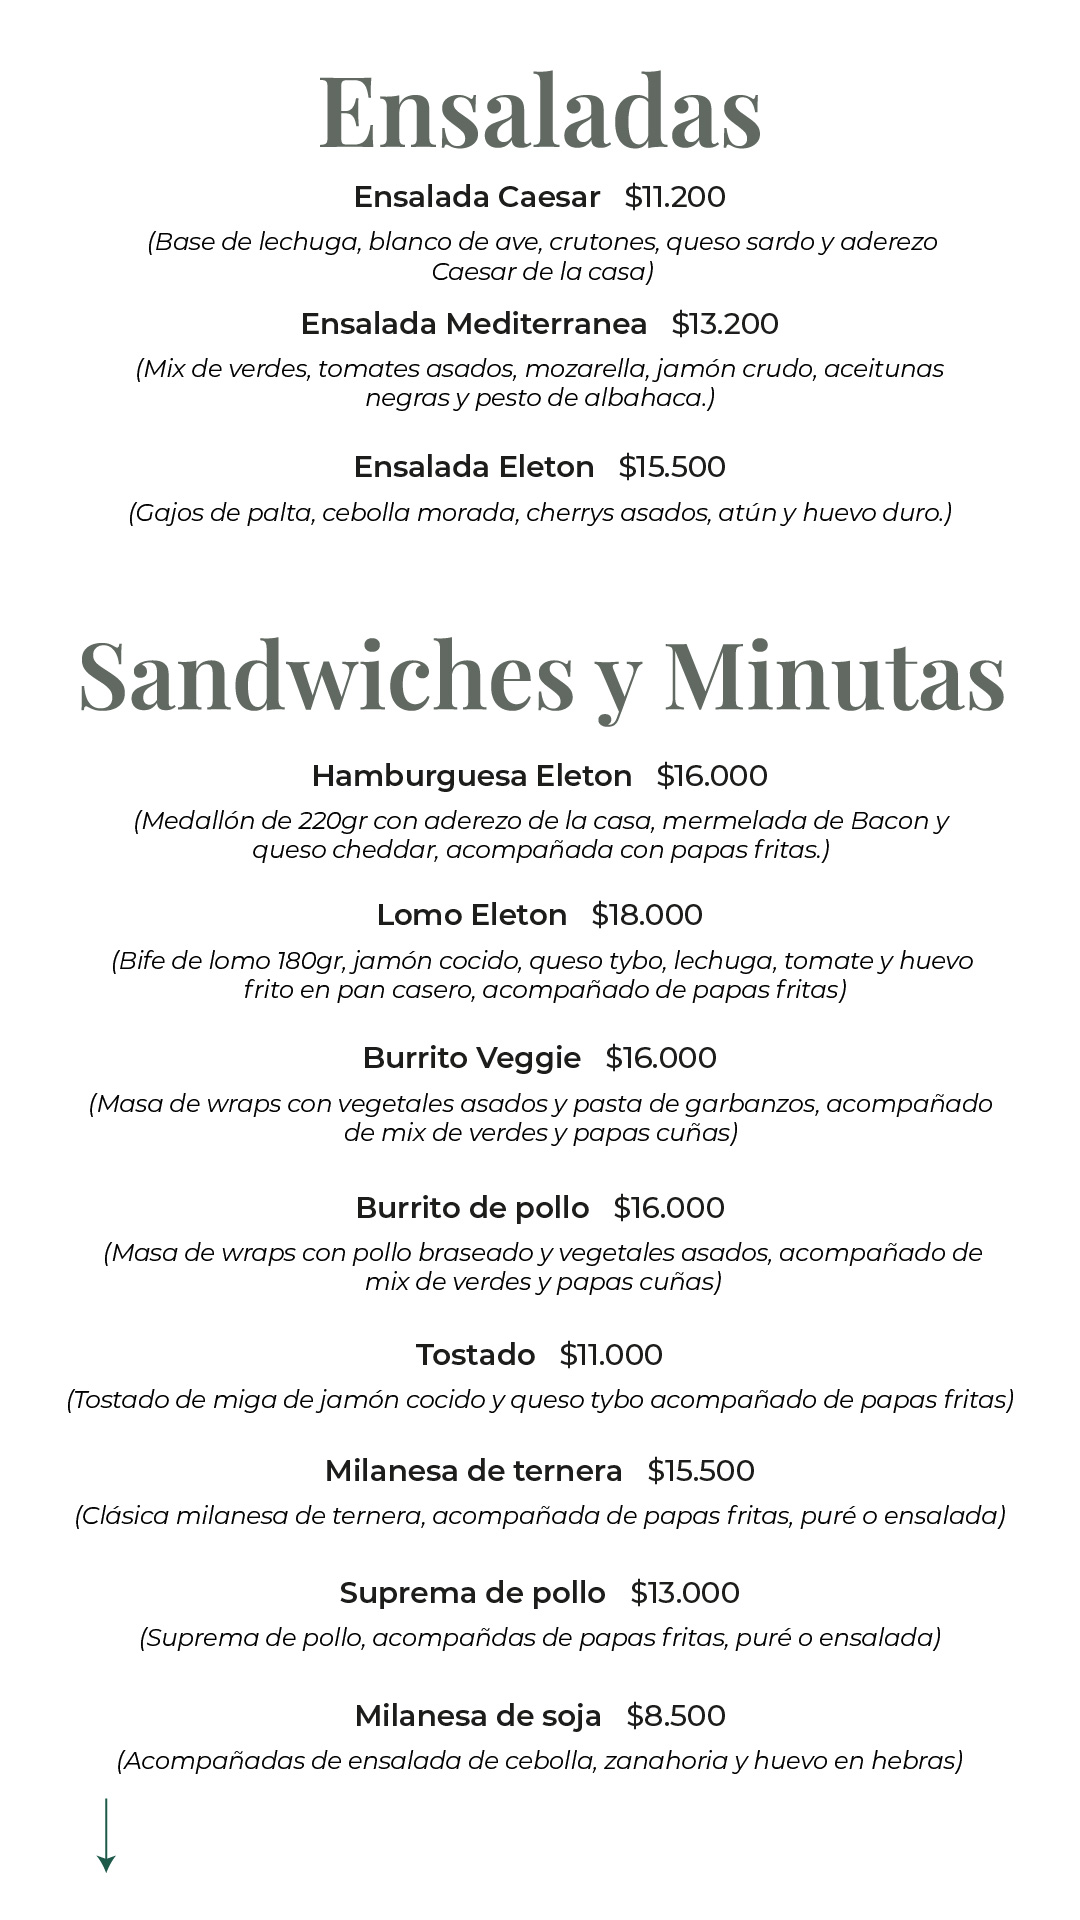 Ensaladas
Ensalada Caesar $11.200
(Base de lechuga, blanco de ave, crutones, queso sardo y aderezo
Caesar de la casa)
Ensalada Mediterranea $13.200
(Mix de verdes, tomates asados, mozarella, jamón crudo, aceitunas
negras y pesto de albahaca.)
Ensalada Eleton $15.500
(Gajos de palta, cebolla morada, cherrys asados, atún y huevo duro.)
Sandwiches y Minutas
Hamburguesa Eleton $16.000
(Medallón de 220gr con aderezo de la casa, mermelada de Bacon y
queso cheddar, acompañada con papas fritas.)
Lomo Eleton $18.000
(Bife de lomo 180gr, jamón cocido, queso tybo, lechuga, tomate y huevo
frito en pan casero, acompañado de papas fritas)
Burrito Veggie $16.000
(Masa de wraps con vegetales asados y pasta de garbanzos, acompañado
de mix de verdes y papas cuñas)
Burrito de pollo $16.000
(Masa de wraps con pollo braseado y vegetales asados, acompañado de
mix de verdes y papas cuñas)
Tostado $11.000
(Tostado de miga de jamón cocido y queso tybo acompañado de papas fritas)
Milanesa de ternera $15.500
(Clásica milanesa de ternera, acompañada de papas fritas, puré o ensalada)
Suprema de pollo $13.000
(Suprema de pollo, acompañdas de papas fritas, puré o ensalada)
Milanesa de soja $8.500
(Acompañadas de ensalada de cebolla, zanahoria y huevo en hebras)